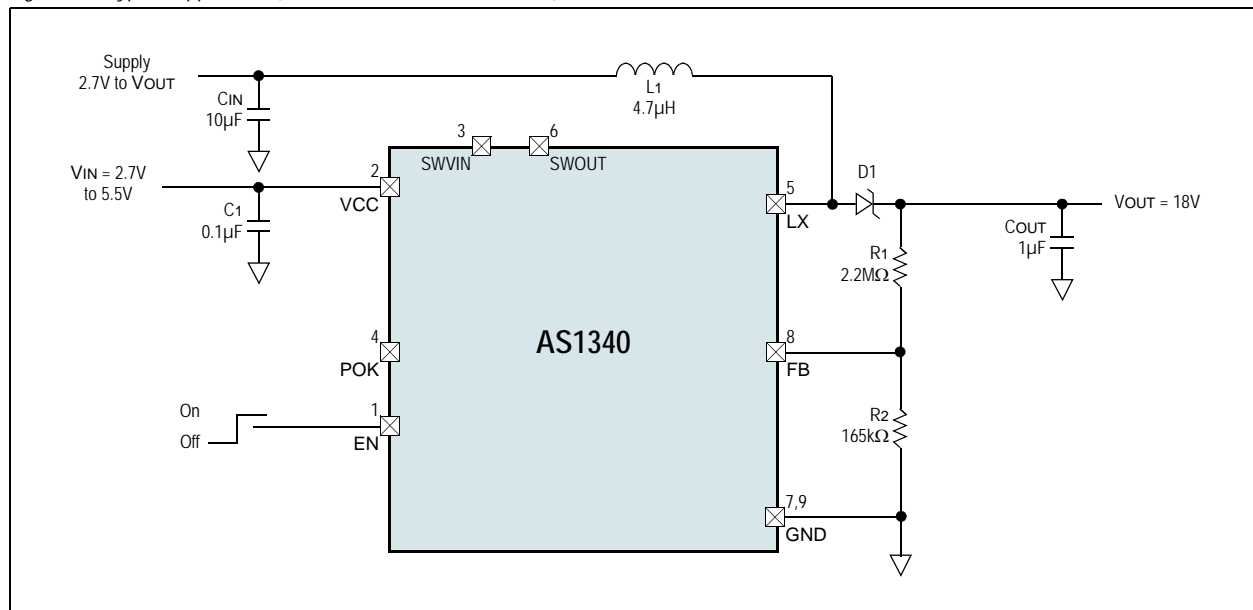 Supply
2.7V to VOUT
CIN
10µF
L1
4.7µH
3
6
SWVIN
SWOUT
VIN = 2.7V
to 5.5V
2
VCC
C1
0.1µF
5
LX
D1
VOUT = 18V
COUT
1µF
R1
2.2MΩ
AS1340
4
POK
8
FB
On
Off
1
EN
R2
165kΩ
7,9
GND